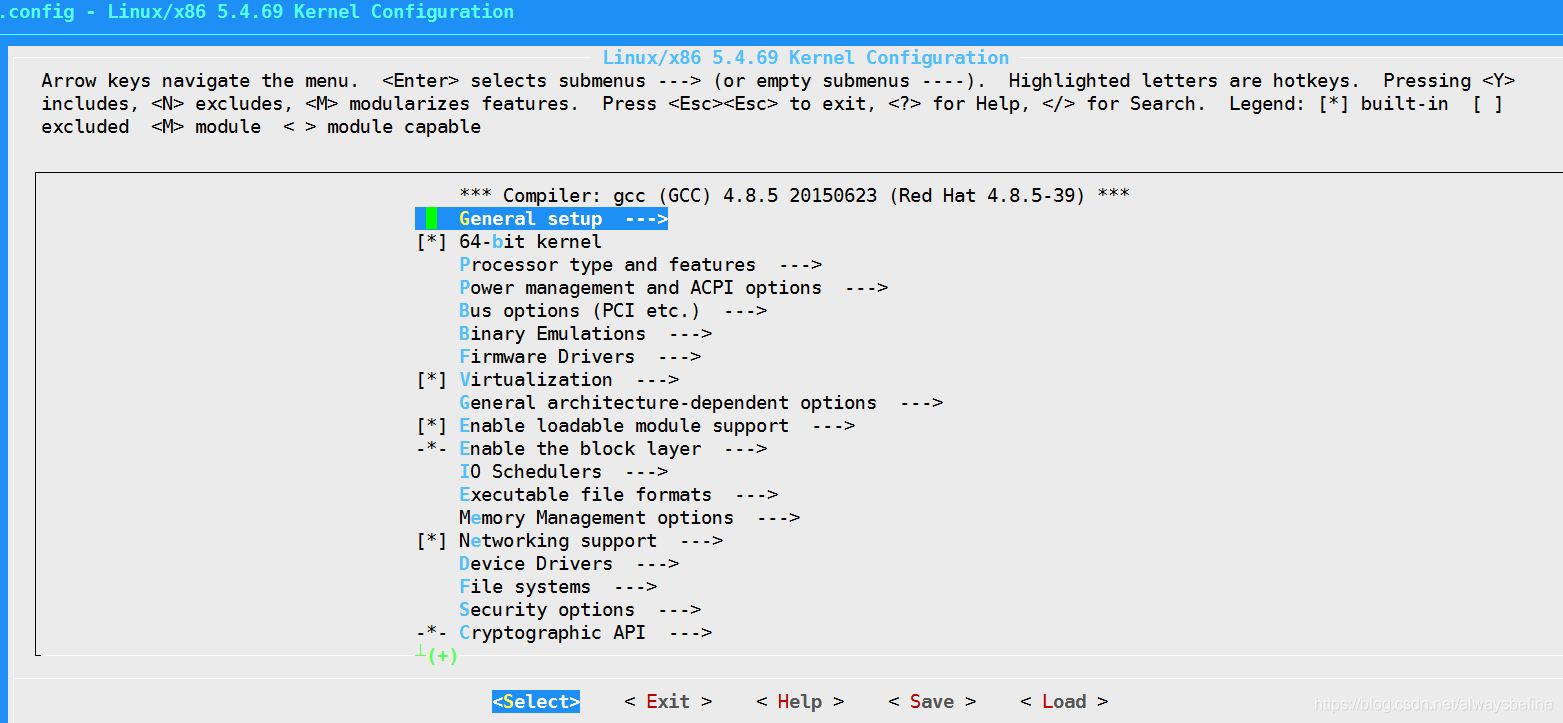 .config - Linux/x86 5.4.69 Kernel Configuration
Linux/x86 5.4.69 Kernel Configuration
Arrow keys navigate the menu.  <Enter> selects submenus ---> (or empty submenus ----).  Highlighted letters are hotkeys.  Pressing <Y>
includes, <N> excludes, <M> modularizes features.  Press <Esc><Esc> to exit, <?> for Help, </> for Search.  Legend: [*] built-in  [ ]
excluded  <M> module  < > module capable
*** Compiler: gcc (GCC) 4.8.5 20150623 (Red Hat 4.8.5-39) ***
General setup  --->
[*] 64-bit kernel
Processor type and features  --->
Power management and ACPI options  --->
Bus options (PCI etc.)  --->
Binary Emulations  --->
Firmware Drivers  --->
[*] Virtualization  --->
General architecture-dependent options  --->
[*] Enable loadable module support  --->
-*- Enable the block layer  --->
IO Schedulers  --->
Executable file formats  --->
Memory Management options  --->
[*] Networking support  --->
Device Drivers  --->
File systems  --->
Security options  --->
-*- Cryptographic API  --->
┴(+)
<Select>    < Exit >    < Help >    < Save >    < Load >
https://blog.csdn.net/alwaysbefine